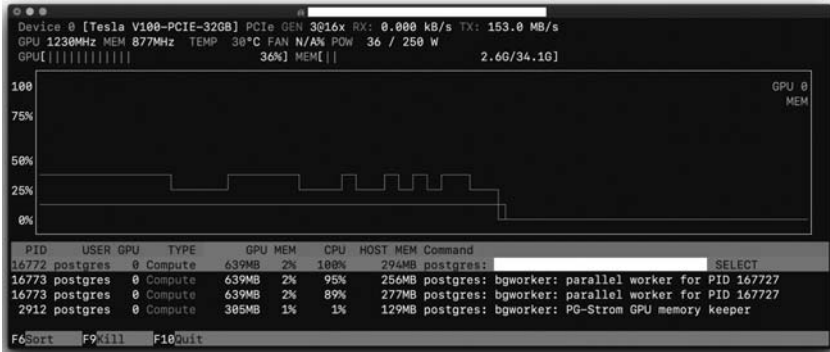 Device 0 [Tesla V100-PCIE-32GB] PCIe GEN 3@16x RX: 0.000 kB/s TX: 153.0 MB/s
GPU 1230MHz MEM 877MHz TEMP 30°C FAN N/A% POW 36 / 250 W
GPU[|||||||||||| 36%] MEM[|| 2.6G/34.1G]
100 GPU 0
MEM
75%
50%
25%
0%
PID USER GPU TYPE GPU MEM CPU HOST MEM Command
16772 postgres 0 Compute 639MB 2% 100% 294MB postgres: SELECT
16773 postgres 0 Compute 639MB 2% 95% 256MB postgres: bgworker: parallel worker for PID 167727
16773 postgres 0 Compute 639MB 2% 89% 277MB postgres: bgworker: parallel worker for PID 167727
2912 postgres 0 Compute 305MB 1% 1% 129MB postgres: bgworker: PG-Strom GPU memory keeper
F6Sort F9Kill F10Quit